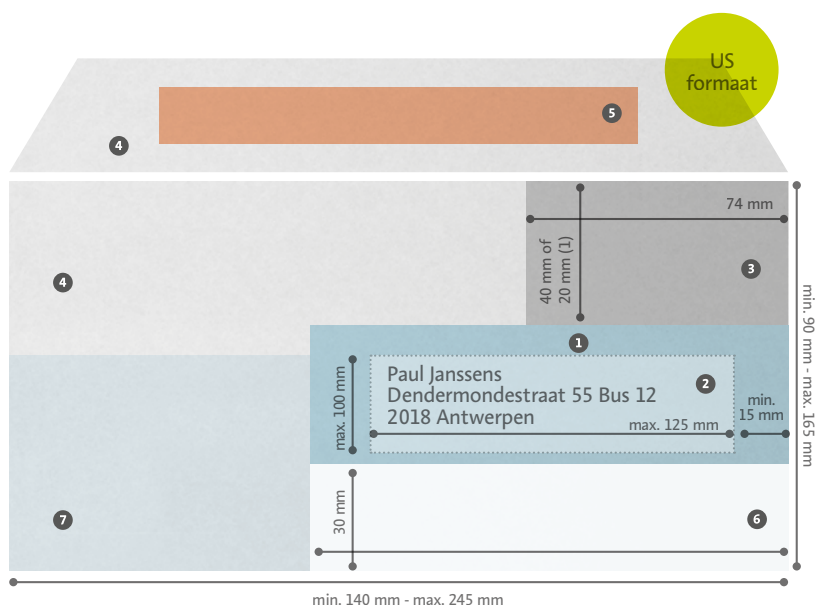 US
formaat
5
4
74 mm
40 mm of
20 mm (1)
3
4
min. 90 mm - max. 165 mm
1
Paul Janssens
Dendermondestraat 55 Bus 12
2018 Antwerpen
2
max. 100 mm
max. 125 mm
min.
15 mm
7
30 mm
6
min. 140 mm - max. 245 mm